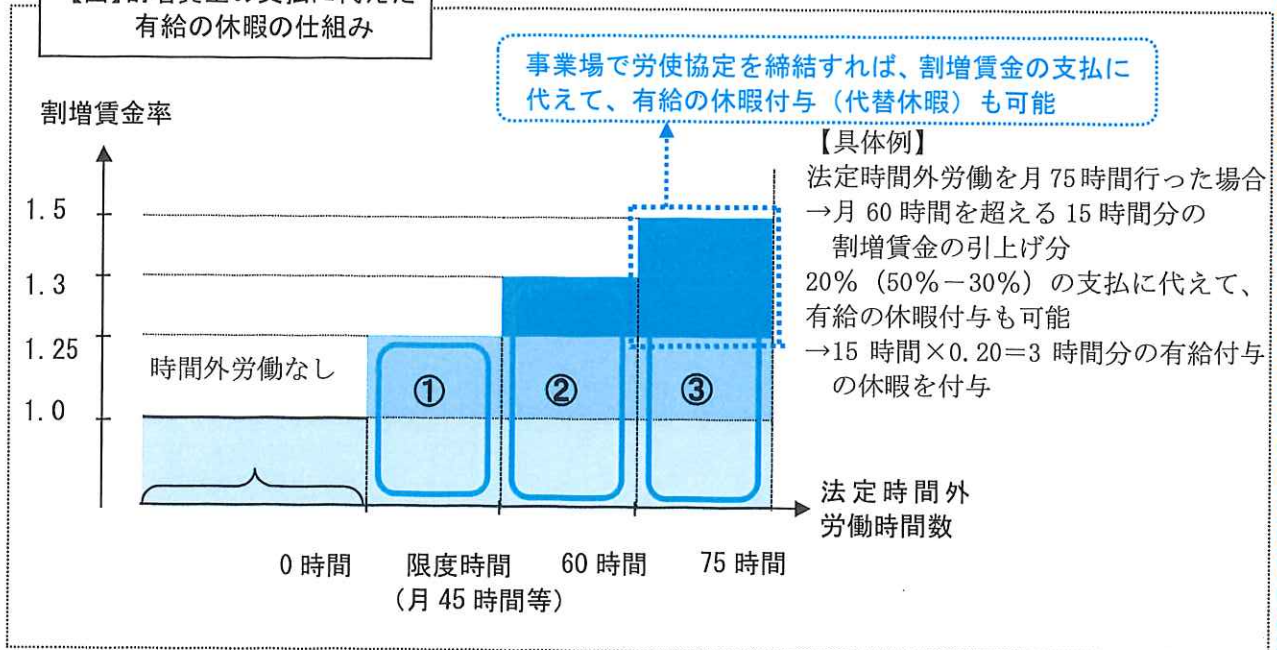 有給の休暇の仕組み
事業場で労使協定を締結すれば、割増賃金の支払に
代えて、有給の休暇付与（代替休暇）も可能
割増賃金率
【具体例】
法定時間外労働を月75時間行った場合
→月60時間を超える15時間分の
割増賃金の引上げ分
20%（50%－30%）の支払に代えて、
有給の休暇付与も可能
→15時間×0.20＝3時間分の有給付与
の休暇を付与
1.5
1.3
1.25
1.0
時間外労働なし
①
②
③
法定時間外
労働時間数
0時間
限度時間
（月45時間等）
60時間
75時間